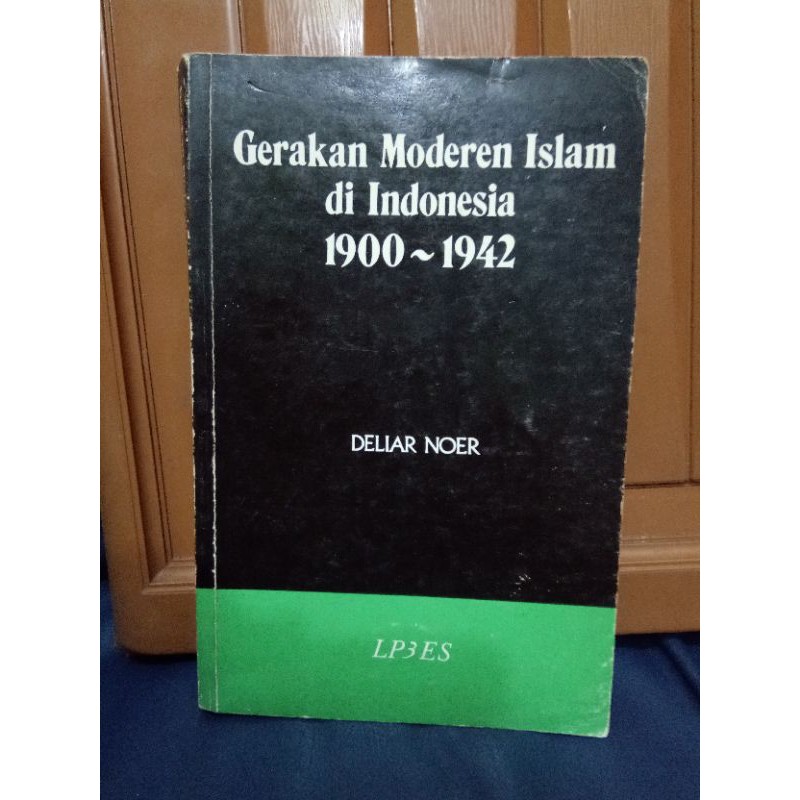 Gerakan Moderen Islam
di Indonesia
1900~1942
DELIAR NOER
LP3ES